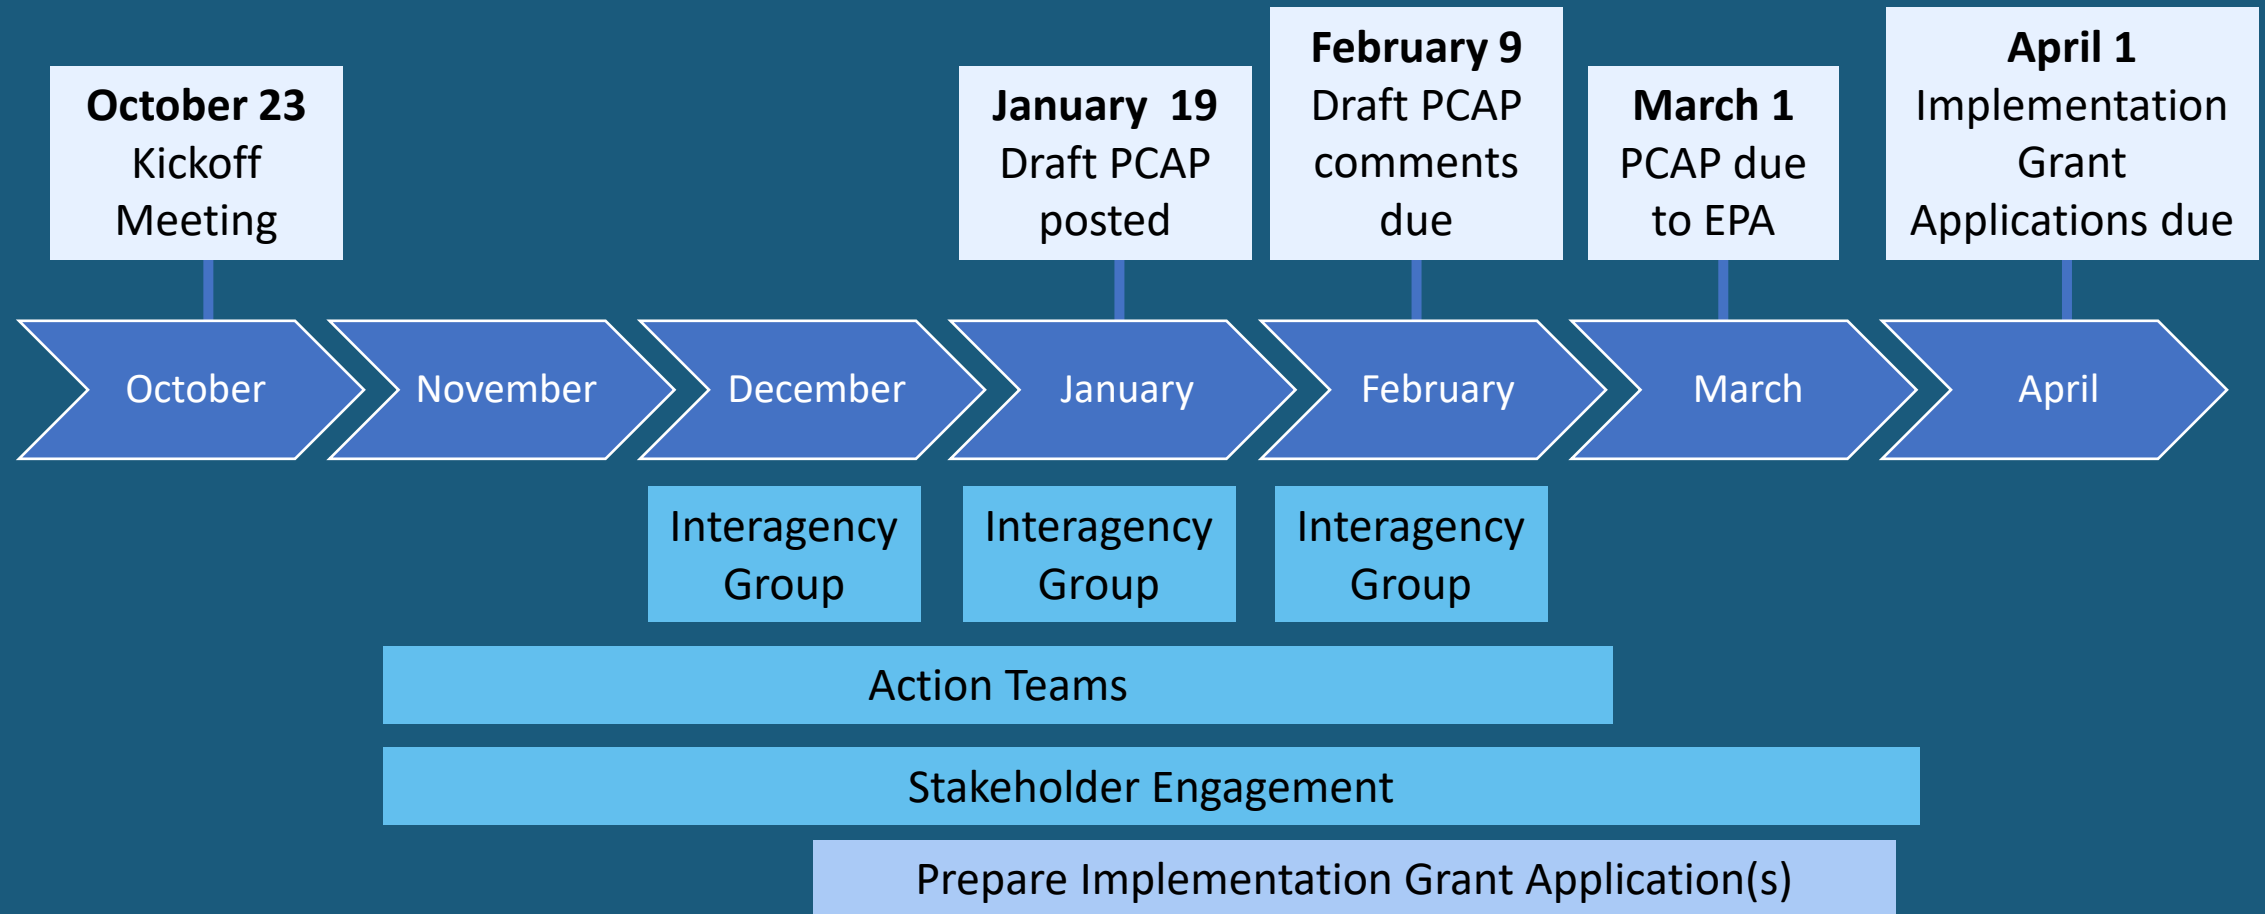 October 23
Kickoff
Meeting
January  19
Draft PCAP
posted
February 9
Draft PCAP
comments
due
March 1
PCAP due
to EPA
April 1
Implementation
Grant
Applications due
October
November
December
January
February
March
April
Interagency
Group
Interagency
Group
Interagency
Group
Action Teams
Stakeholder Engagement
Prepare Implementation Grant Application(s)